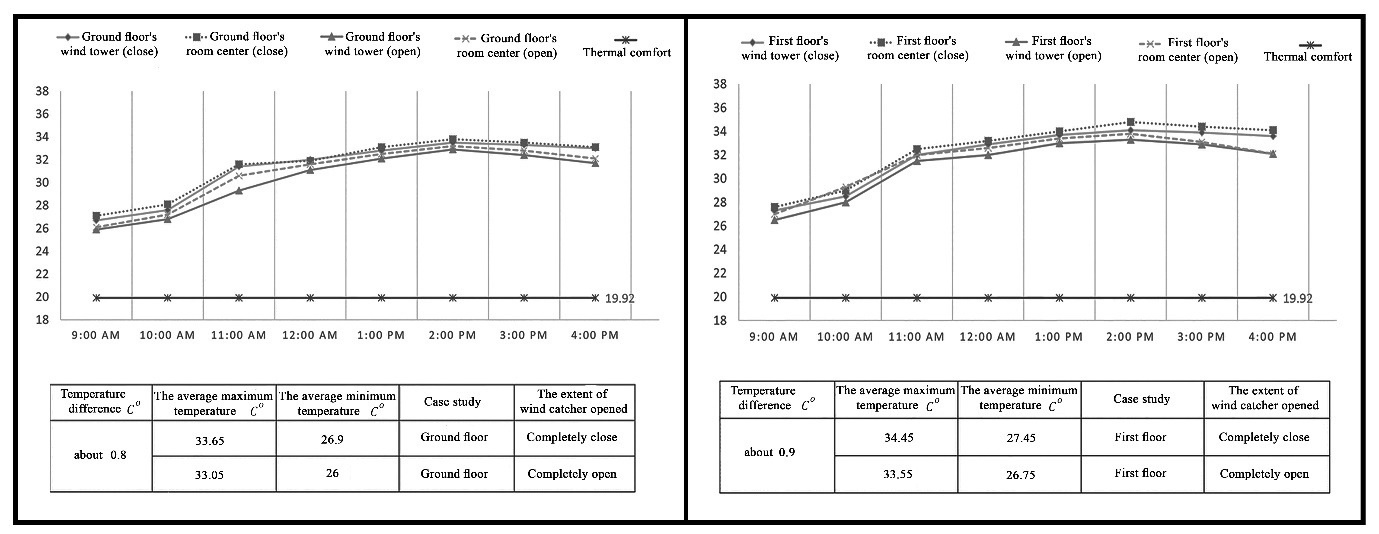 Ground floor's wind tower (close)
Ground floor's room center (close)
Ground floor's wind tower (open)
Ground floor's room center (open)
Thermal comfort
38
36
34
32
30
28
26
24
22
20
18
19.92
9:00 AM 10:00 AM 11:00 AM 12:00 AM 1:00 PM 2:00 PM 3:00 PM 4:00 PM
Temperature difference C°
The average maximum temperature C°
The average minimum temperature C°
Case study
The extent of wind catcher opened
about 0.8
33.65 26.9 Ground floor Completely close
33.05 26 Ground floor Completely open
First floor's wind tower (close)
First floor's room center (close)
First floor's wind tower (open)
First floor's room center (open)
Thermal comfort
38
36
34
32
30
28
26
24
22
20
18
19.92
9:00 AM 10:00 AM 11:00 AM 12:00 AM 1:00 PM 2:00 PM 3:00 PM 4:00 PM
Temperature difference C°
The average maximum temperature C°
The average minimum temperature C°
Case study
The extent of wind catcher opened
about 0.9
34.45 27.45 First floor Completely close
33.55 26.75 First floor Completely open